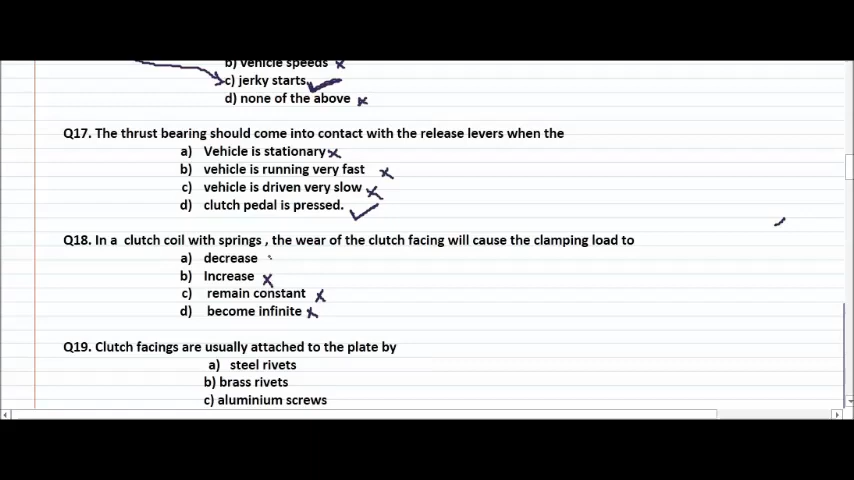 b) vehicle speeds
c) jerky starts.
d) none of the above
Q17. The thrust bearing should come into contact with the release levers when the
a) Vehicle is stationary
b) vehicle is running very fast
c) vehicle is driven very slow
d) clutch pedal is pressed.
Q18. In a clutch coil with springs , the wear of the clutch facing will cause the clamping load to
a) decrease
b) Increase
c) remain constant
d) become infinite
Q19. Clutch facings are usually attached to the plate by
a) steel rivets
b) brass rivets
c) aluminium screws